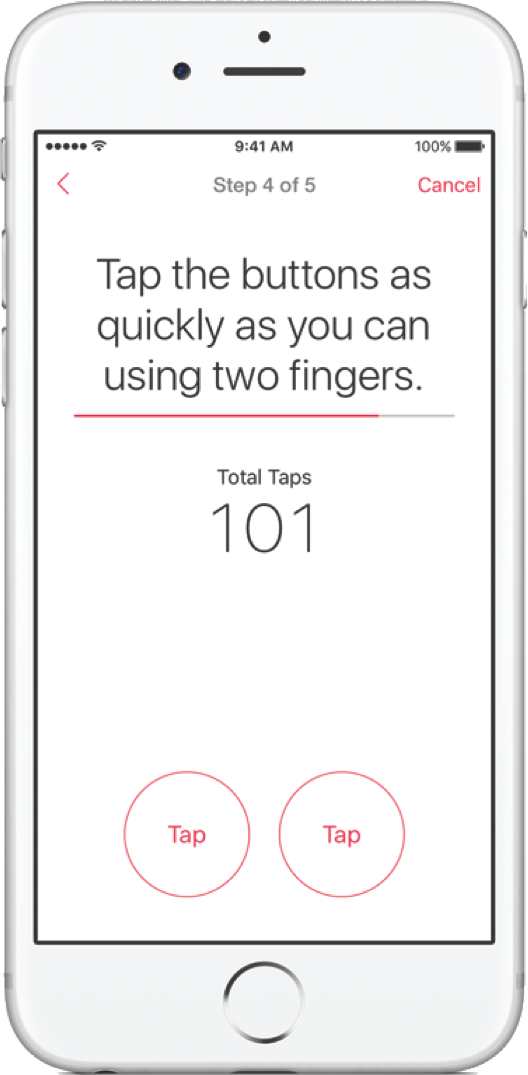 9:41 AM 100%
Step 4 of 5 Cancel
Tap the buttons as
quickly as you can
using two fingers.
Total Taps
101
Tap Tap